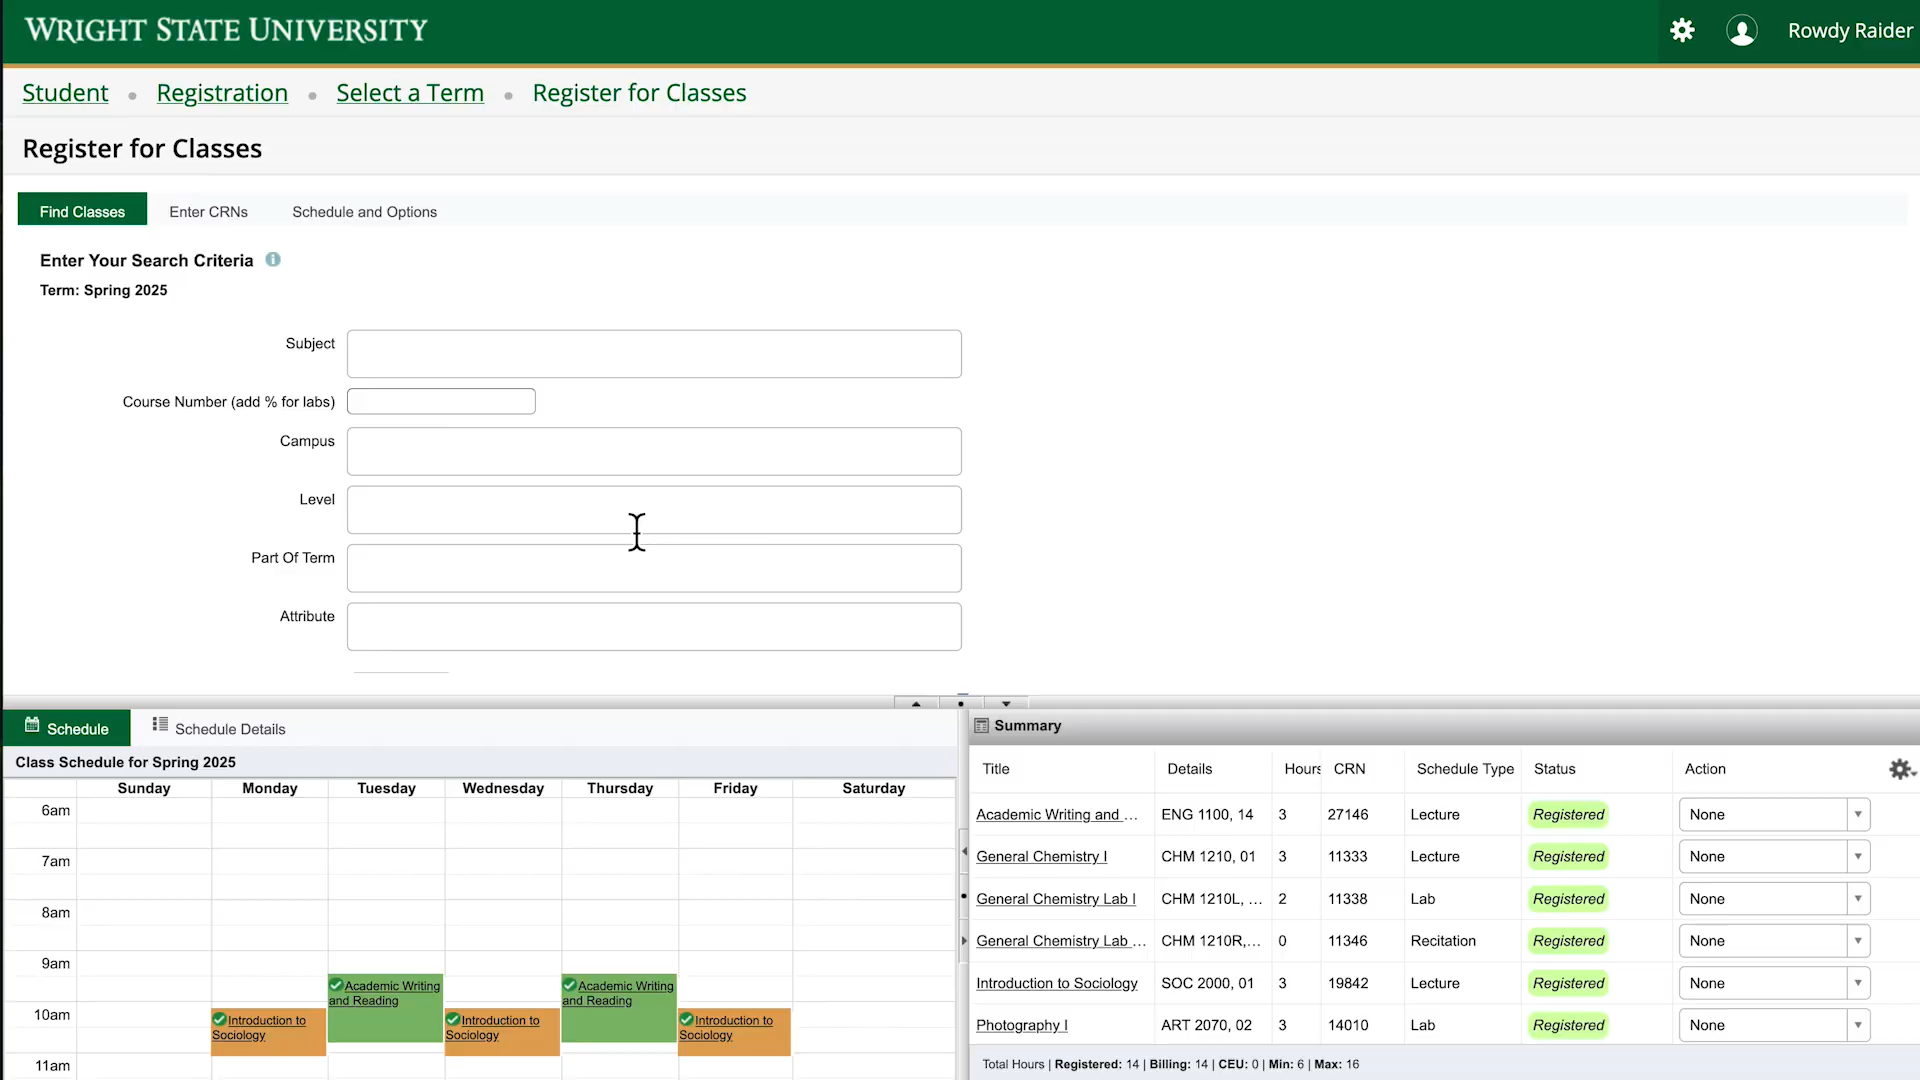 WRIGHT STATE UNIVERSITY
Rowdy Raider
Student • Registration • Select a Term • Register for Classes
Register for Classes
Find Classes Enter CRNs Schedule and Options
Enter Your Search Criteria
Term: Spring 2025
Subject
Course Number (add % for labs)
Campus
Level
Part Of Term
Attribute
Schedule Schedule Details
Class Schedule for Spring 2025
Sunday Monday Tuesday Wednesday Thursday Friday Saturday
6am
7am
8am
9am
10am
11am
Academic Writing
and Reading
Academic Writing
and Reading
Introduction to
Sociology
Introduction to
Sociology
Introduction to
Sociology
Summary
Title Details Hours CRN Schedule Type Status Action
Academic Writing and ... ENG 1100, 14 3 27146 Lecture Registered None
General Chemistry I CHM 1210, 01 3 11333 Lecture Registered None
General Chemistry Lab I CHM 1210L, ... 2 11338 Lab Registered None
General Chemistry Lab ... CHM 1210R,... 0 11346 Recitation Registered None
Introduction to Sociology SOC 2000, 01 3 19842 Lecture Registered None
Photography I ART 2070, 02 3 14010 Lab Registered None
Total Hours | Registered: 14 | Billing: 14 | CEU: 0 | Min: 6 | Max: 16